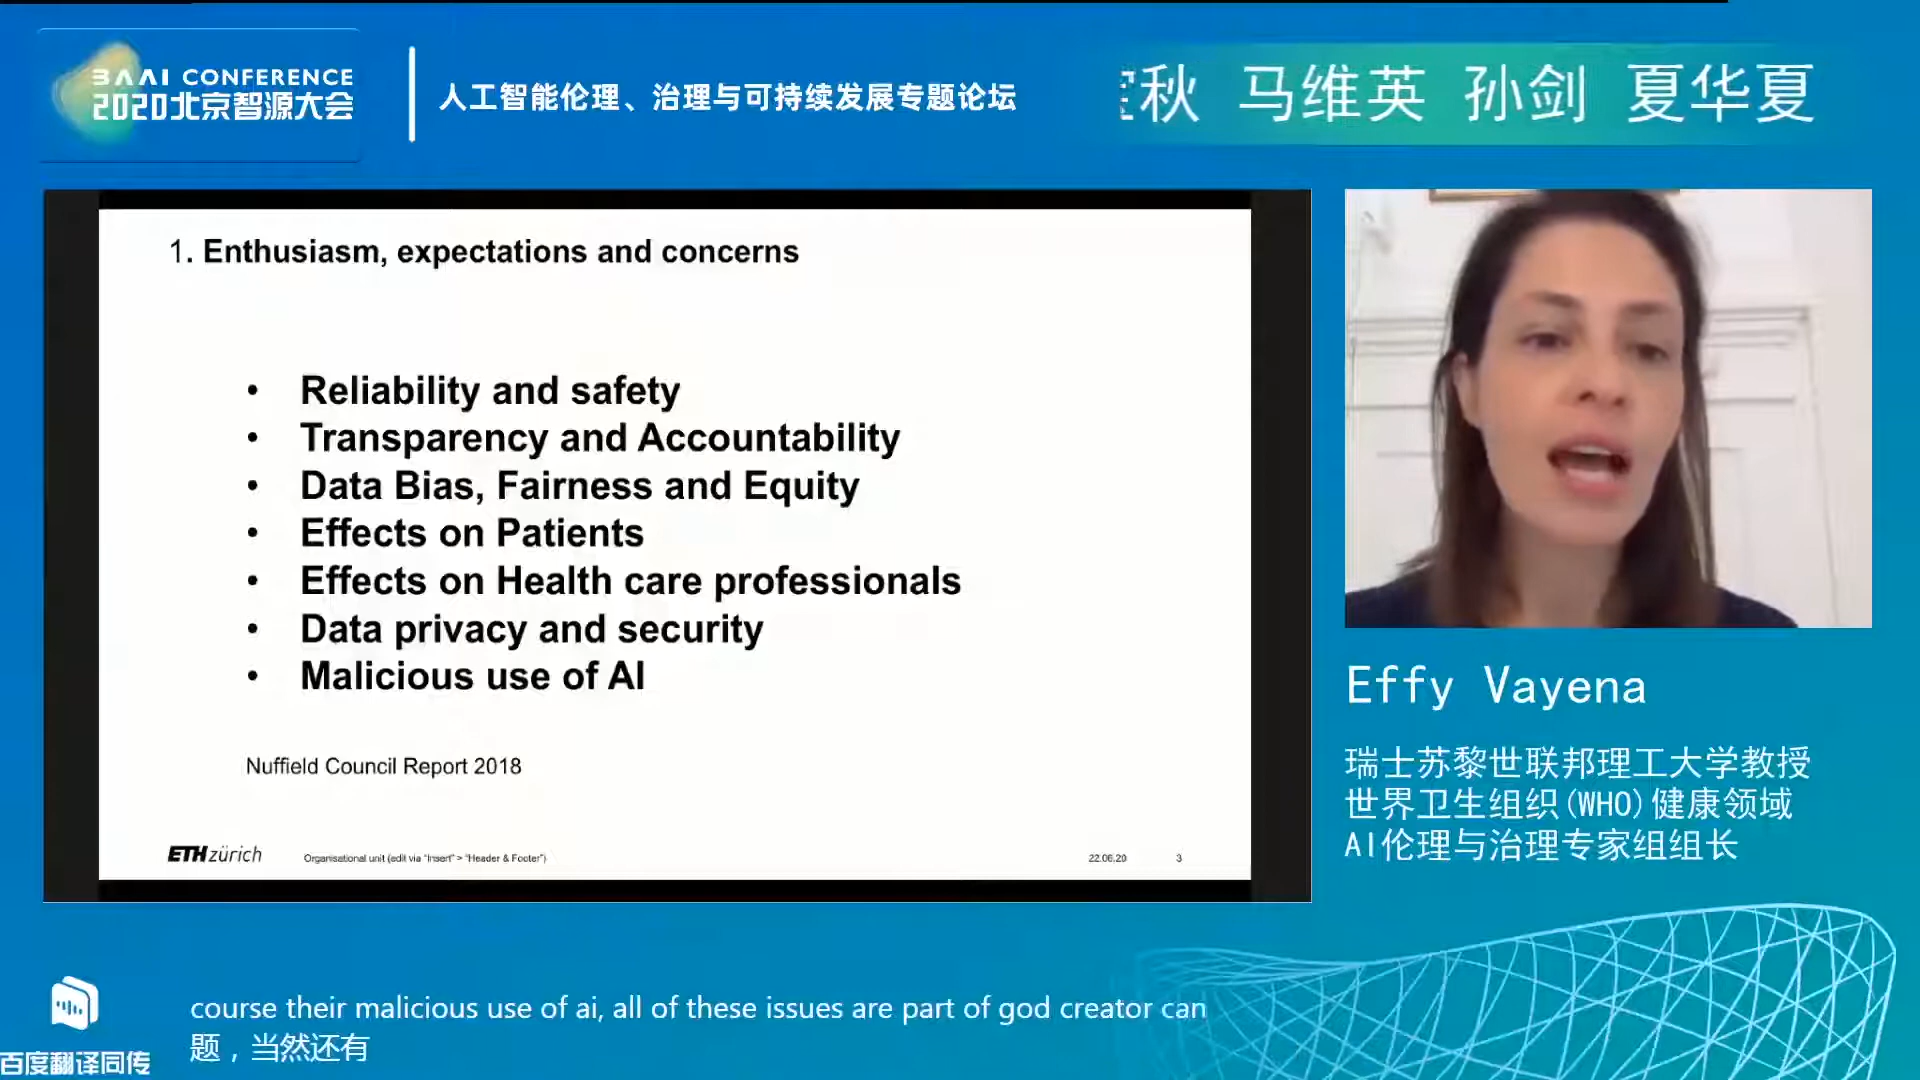 BAAI CONFERENCE
2020北京智源大会
人工智能伦理、治理与可持续发展专题论坛
秋 马维英 孙剑 夏华夏
1. Enthusiasm, expectations and concerns
• Reliability and safety
• Transparency and Accountability
• Data Bias, Fairness and Equity
• Effects on Patients
• Effects on Health care professionals
• Data privacy and security
• Malicious use of AI
Nuffield Council Report 2018
ETH zürich
Organisational unit (edit via "Insert" > "Header & Footer")
22.06.20
3
Effy Vayena
瑞士苏黎世联邦理工大学教授
世界卫生组织(WHO)健康领域
AI伦理与治理专家组组长
course their malicious use of ai, all of these issues are part of god creator can
题，当然还有
百度翻译同传